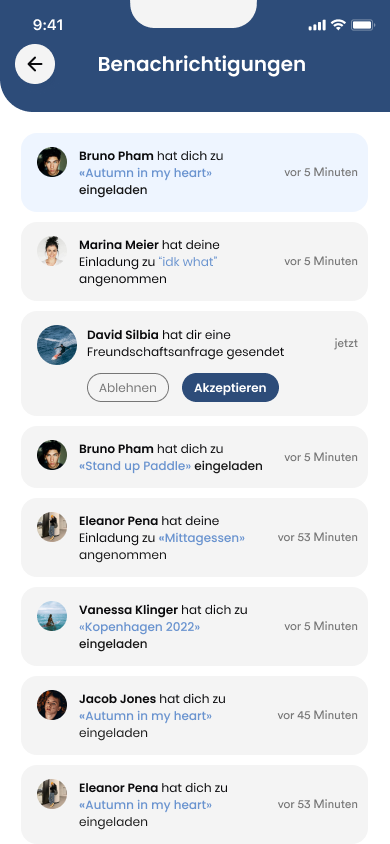 9:41
Benachrichtigungen
Bruno Pham hat dich zu
«Autumn in my heart»
eingeladen
vor 5 Minuten
Marina Meier hat deine
Einladung zu "idk what"
angenommen
vor 5 Minuten
David Silbia hat dir eine
Freundschaftsanfrage gesendet
jetzt
Ablehnen
Akzeptieren
Bruno Pham hat dich zu
«Stand up Paddle» eingeladen
vor 5 Minuten
Eleanor Pena hat deine
Einladung zu «Mittagessen»
angenommen
vor 53 Minuten
Vanessa Klinger hat dich zu
«Kopenhagen 2022»
eingeladen
vor 5 Minuten
Jacob Jones hat dich zu
«Autumn in my heart»
eingeladen
vor 45 Minuten
Eleanor Pena hat dich zu
«Autumn in my heart»
eingeladen
vor 53 Minuten